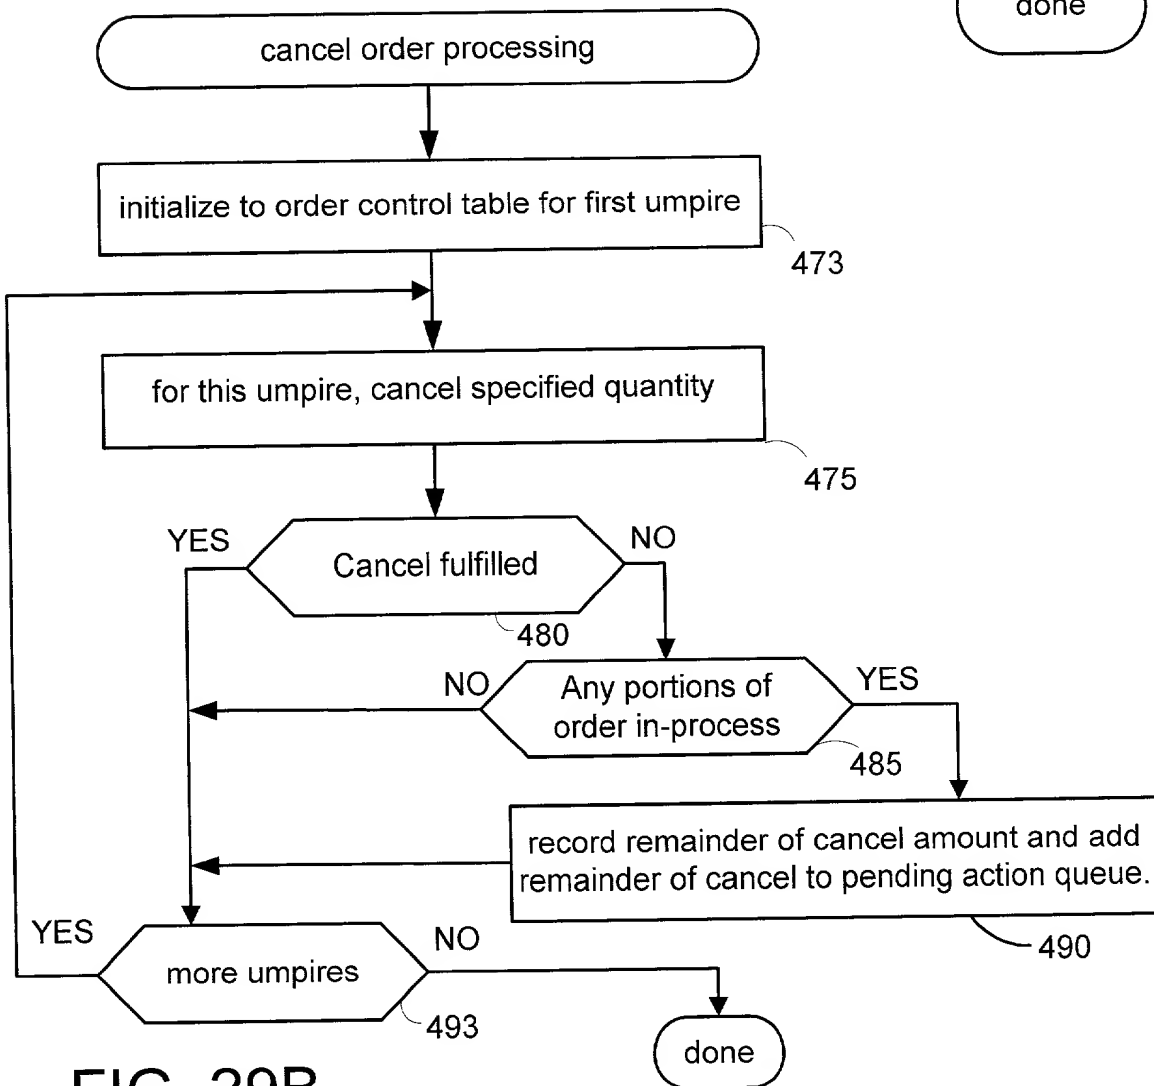 done
cancel order processing
initialize to order control table for first umpire
473
for this umpire, cancel specified quantity
475
YES
NO
Cancel fulfilled
480
NO
Any portions of
order in-process
YES
485
record remainder of cancel amount and add
remainder of cancel to pending action queue.
490
YES
more umpires
NO
493
done
FIG. 29B